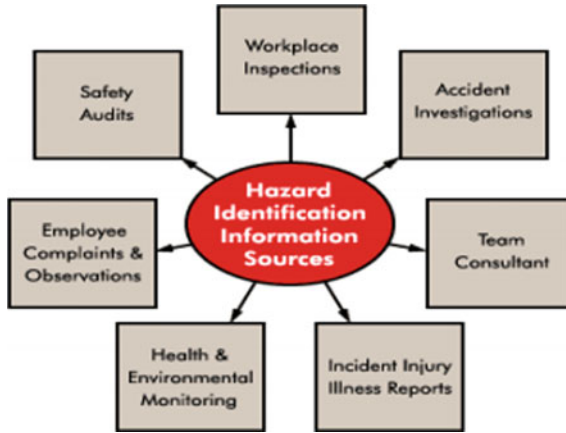 Workplace
Inspections
Safety
Audits
Accident
Investigations
Hazard
Identification
Information
Sources
Employee
Complaints &
Observations
Team
Consultant
Health &
Environmental
Monitoring
Incident Injury
Illness Reports